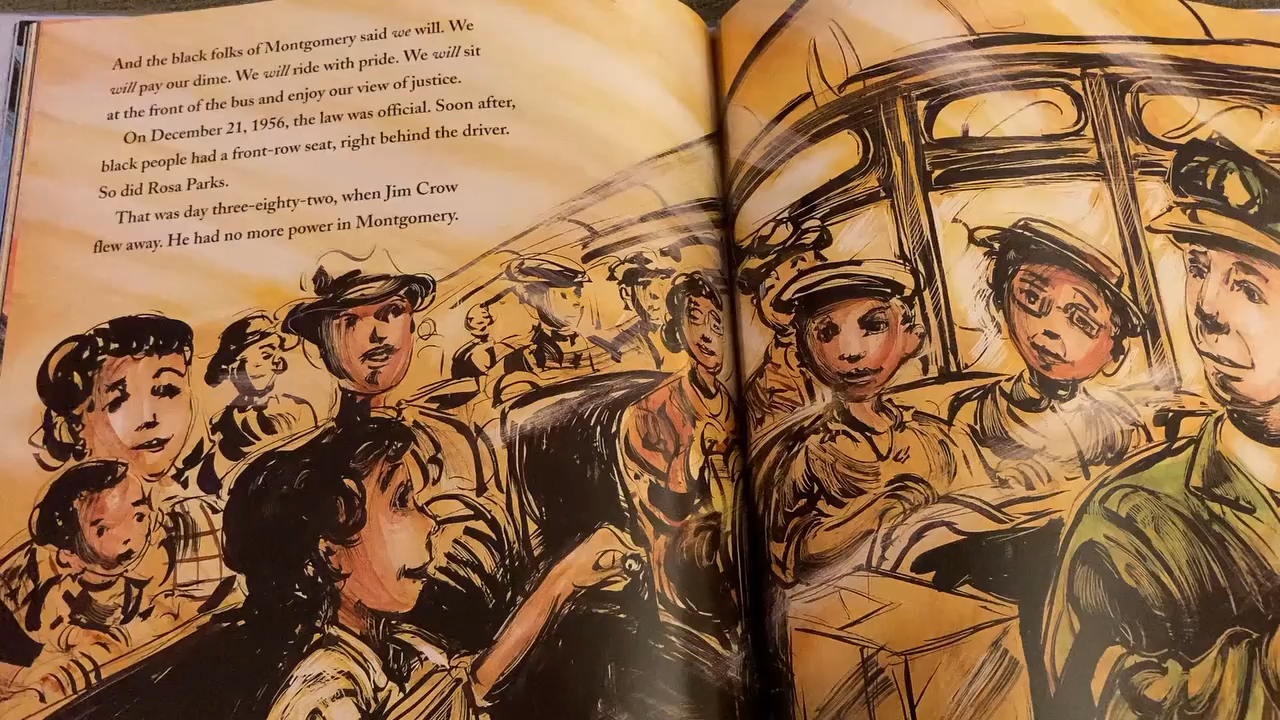 And the black folks of Montgomery said we will. We
will pay our dime. We will ride with pride. We will sit
at the front of the bus and enjoy our view of justice.
On December 21, 1956, the law was official. Soon after,
black people had a front-row seat, right behind the driver.
So did Rosa Parks.
That was day three-eighty-two, when Jim Crow
flew away. He had no more power in Montgomery.